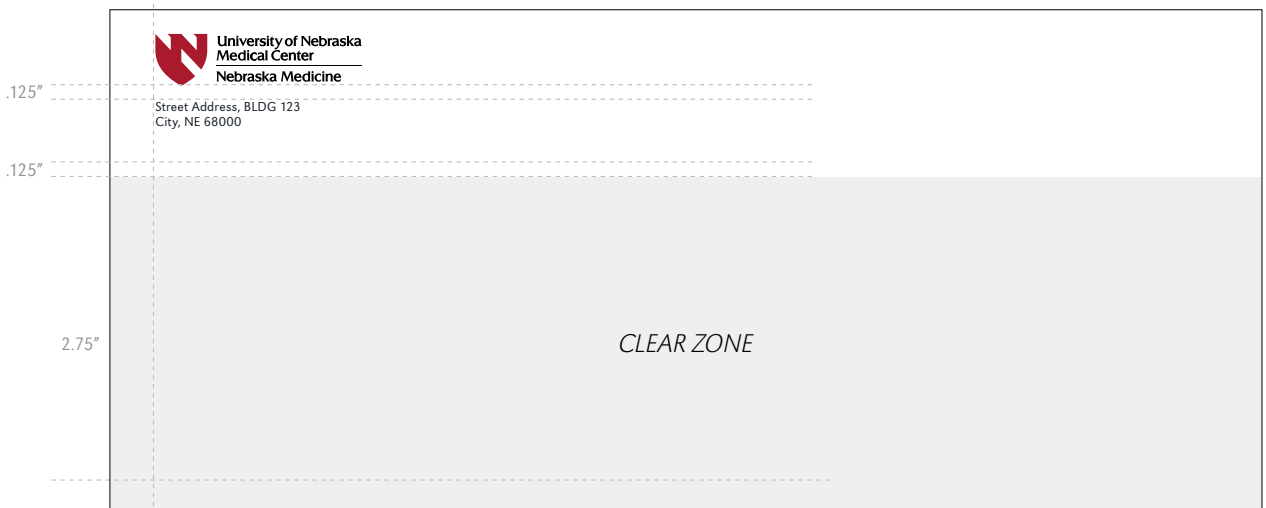 University of Nebraska
Medical Center
Nebraska Medicine
.125”
Street Address, BLDG 123
City, NE 68000
.125”
2.75”
CLEAR ZONE